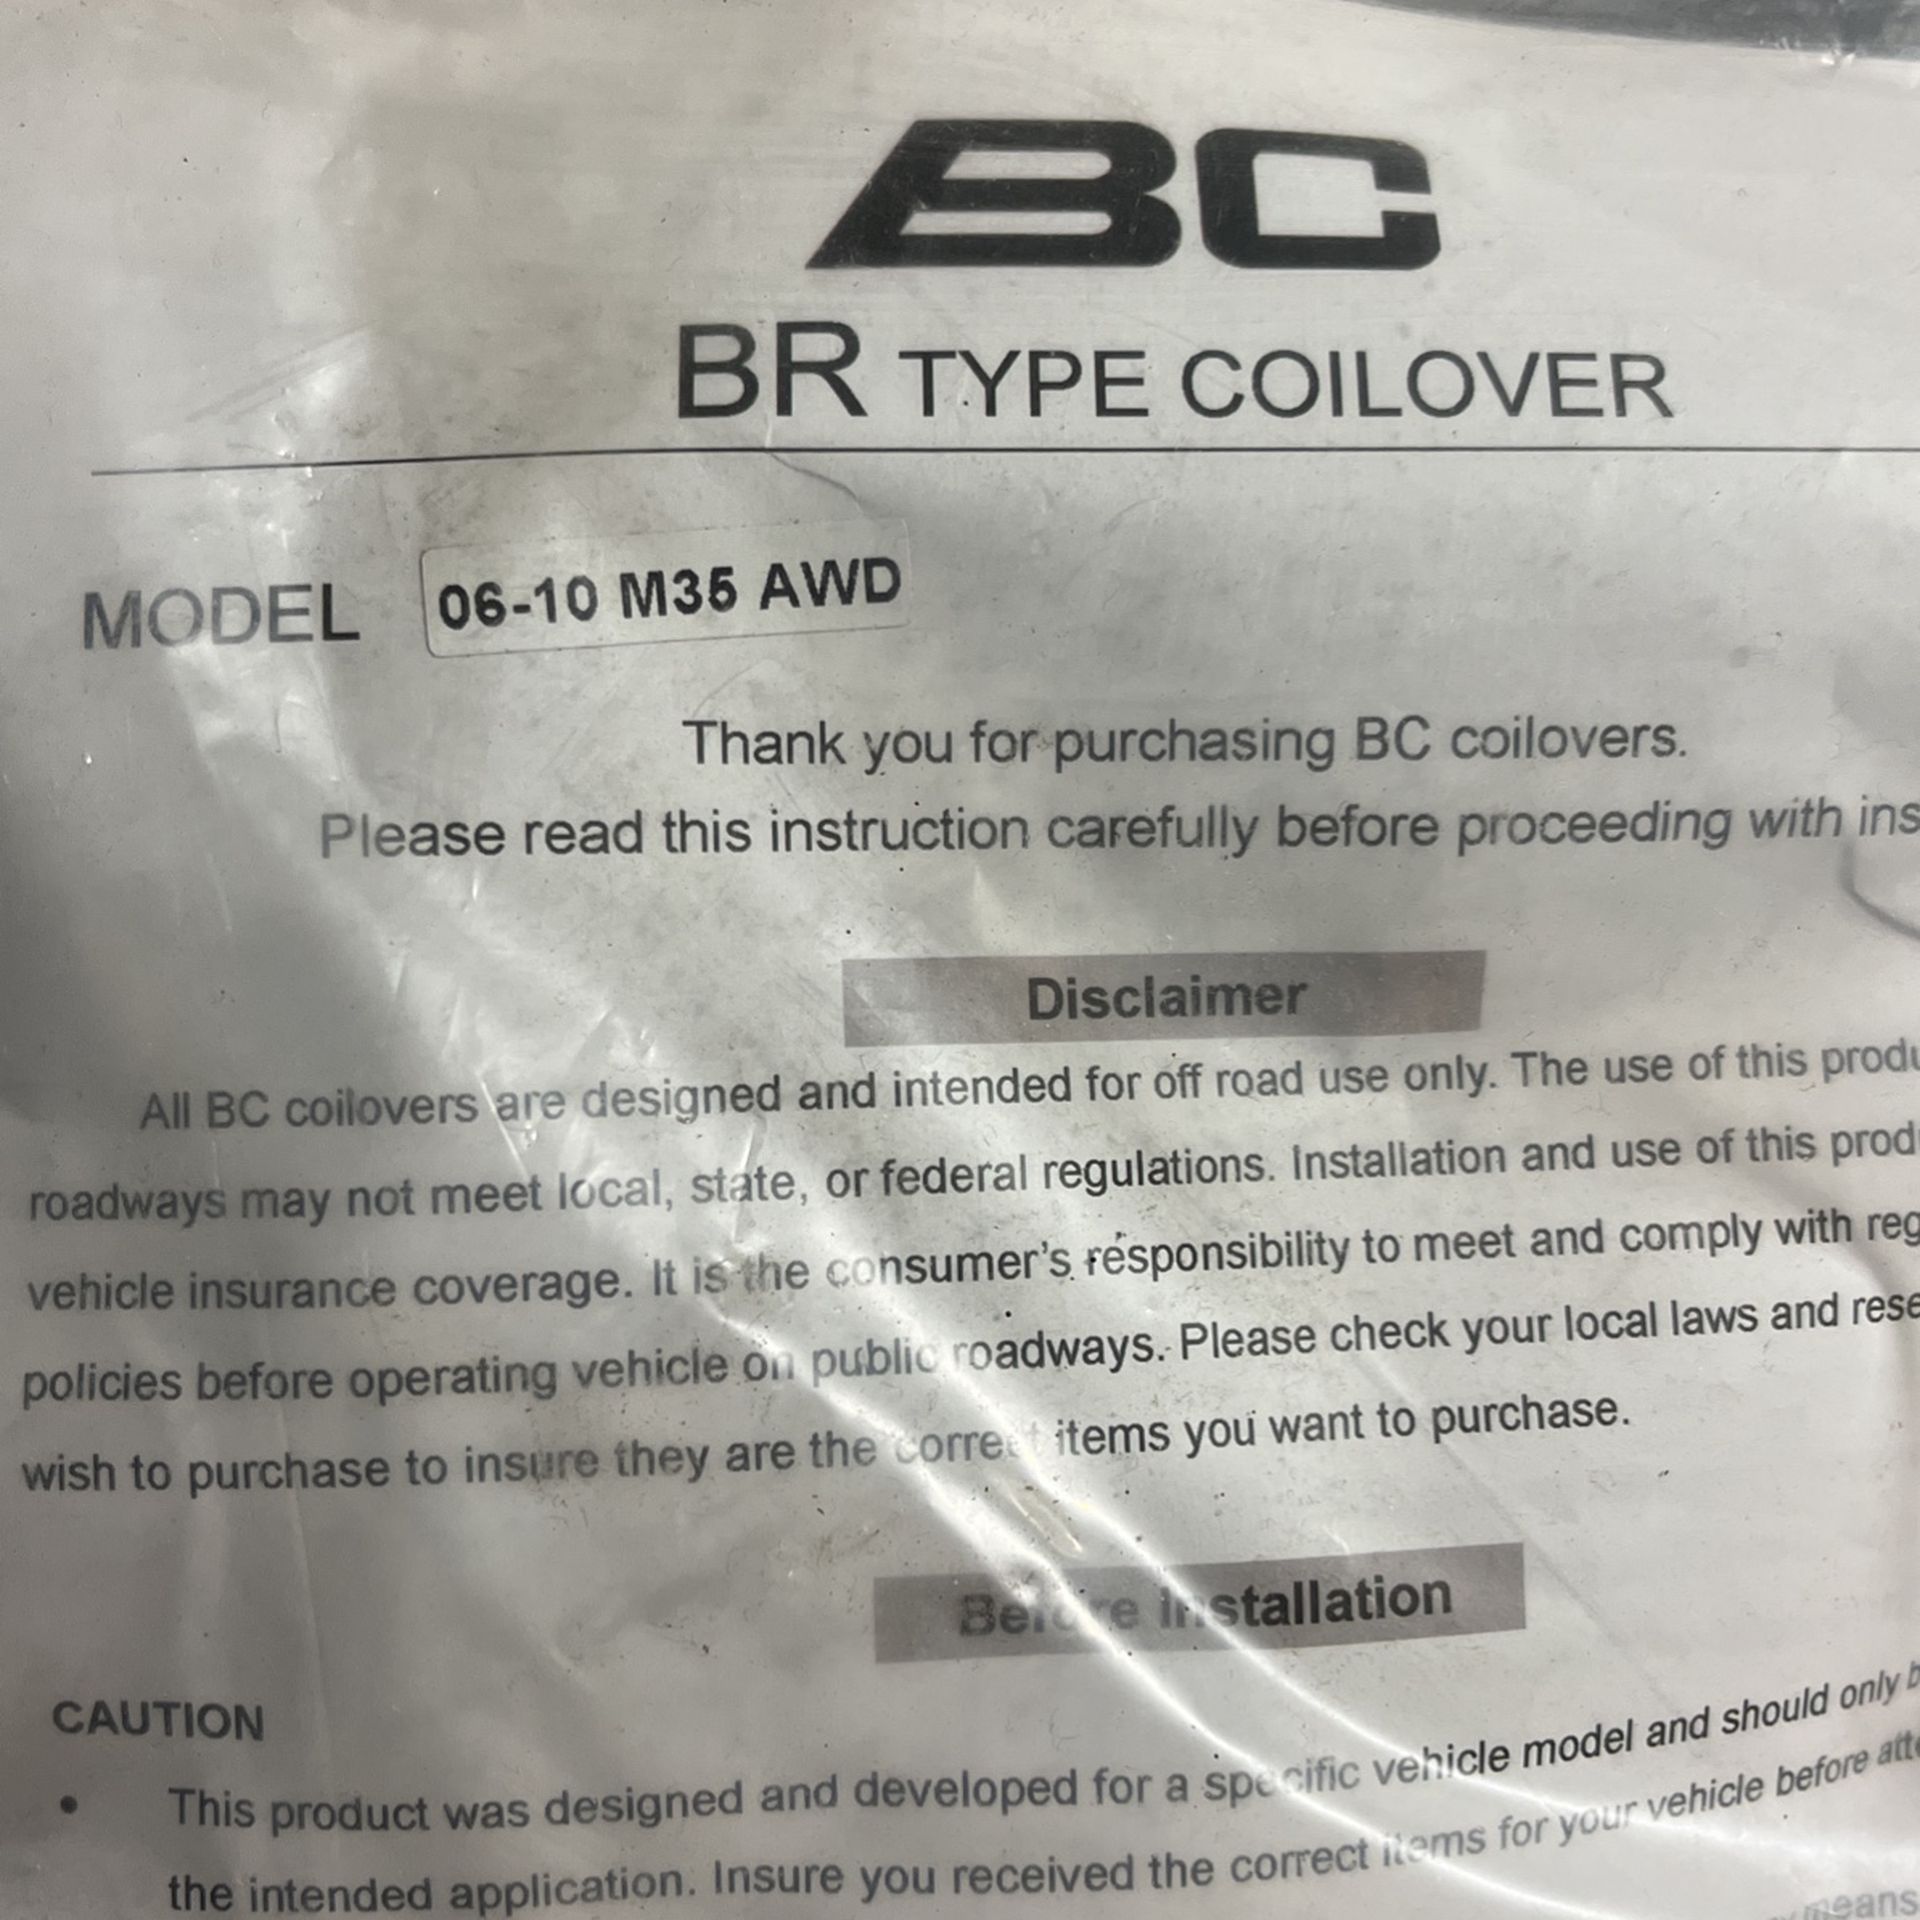 BC
BR TYPE COILOVER
MODEL 06-10 M35 AWD
Thank you for purchasing BC coilovers.
Please read this instruction carefully before proceeding with
Disclaimer
All BC coilovers are designed and intended for off road use only. The use of this
roadways may not meet local, state, or federal regulations. Installation and use of this
vehicle insurance coverage. It is the consumer's responsibility to meet and comply with
policies before operating vehicle on public roadways. Please check your local laws and
wish to purchase to insure they are the correct items you want to purchase.
Before Installation
CAUTION
• This product was designed and developed for a specific vehicle model and should only
the intended application. Insure you received the correct items for your vehicle before
means